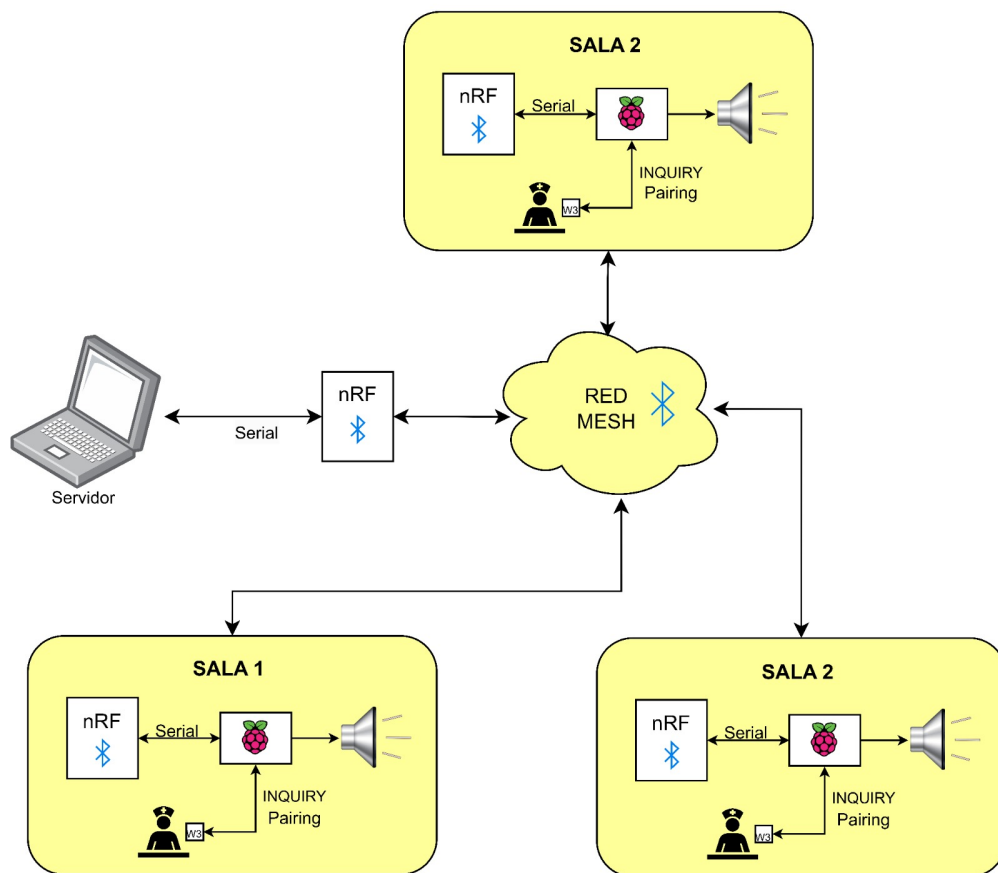 SALA 2
nRF
Serial
INQUIRY
Pairing
W3
RED
MESH
nRF
Serial
Servidor
SALA 1
nRF
Serial
INQUIRY
Pairing
W3
SALA 2
nRF
Serial
INQUIRY
Pairing
W3